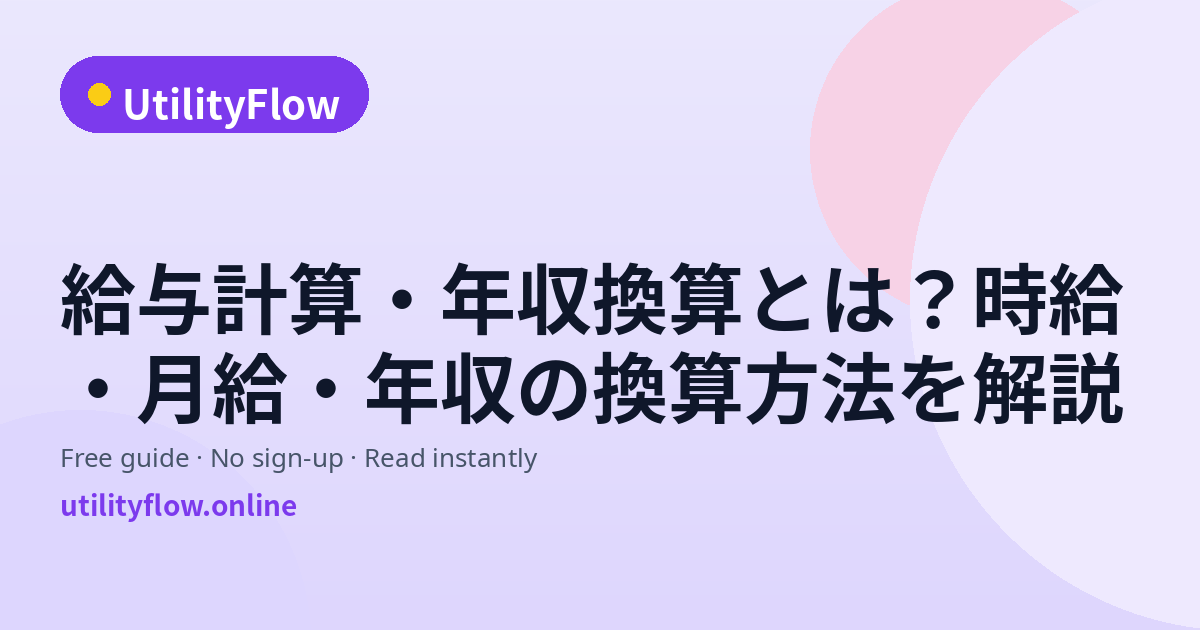 UtilityFlow
給与計算・年収換算とは？時給
・月給・年収の換算方法を解説
Free guide · No sign-up · Read instantly
utilityflow.online